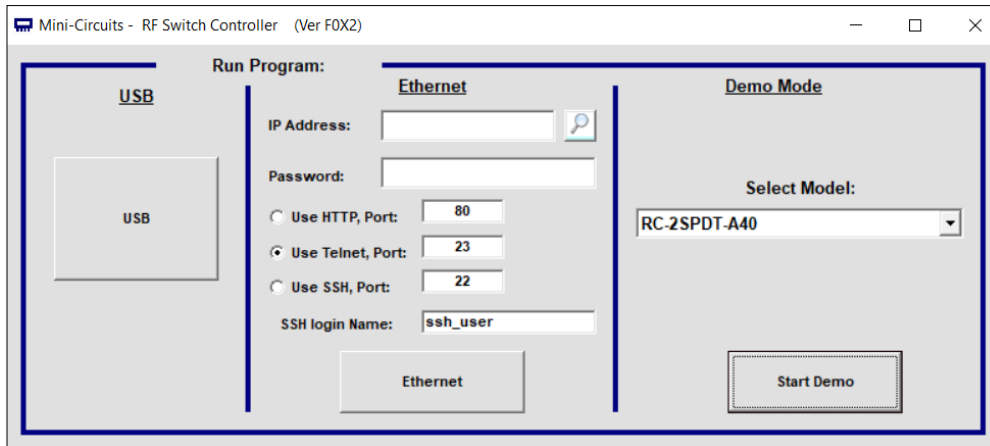 Mini-Circuits - RF Switch Controller (Ver F0X2)
Run Program:
USB
USB
Ethernet
IP Address:
Password:
Use HTTP, Port: 80
Use Telnet, Port: 23
Use SSH, Port: 22
SSH login Name: ssh_user
Ethernet
Demo Mode
Select Model:
RC-2SPDT-A40
Start Demo